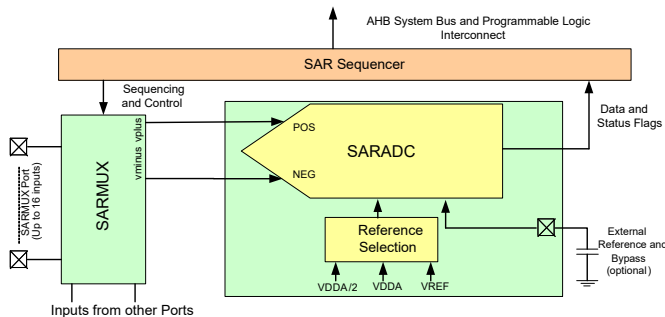 AHB System Bus and Programmable Logic
Interconnect
SAR Sequencer
Sequencing
and Control
Data and
Status Flags
vminus vplus
POS
SARADC
NEG
SARMUX
SARMUX Port
(Up to 16 inputs)
Reference
Selection
External
Reference and
Bypass
(optional)
VDDA/2
VDDA
VREF
Inputs from other Ports